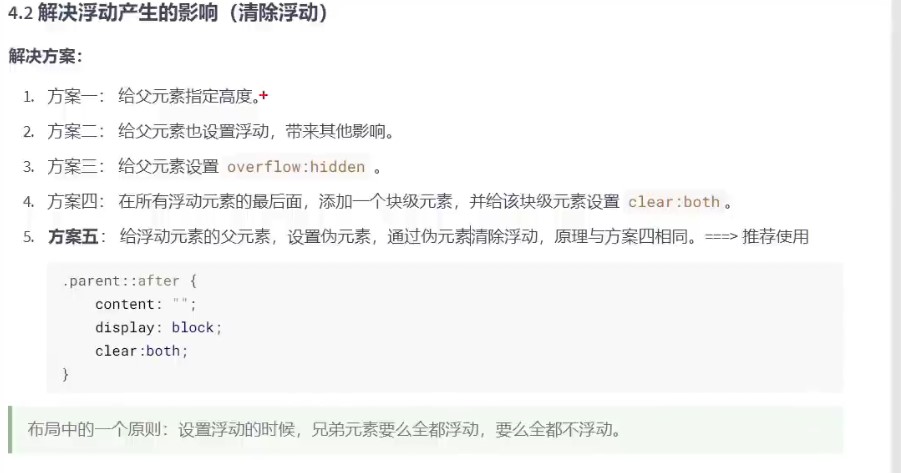 4.2 解决浮动产生的影响（清除浮动）
解决方案：
1. 方案一： 给父元素指定高度。
2. 方案二： 给父元素也设置浮动，带来其他影响。
3. 方案三： 给父元素设置 overflow:hidden 。
4. 方案四： 在所有浮动元素的最后面，添加一个块级元素，并给该块级元素设置 clear:both 。
5. 方案五： 给浮动元素的父元素，设置伪元素，通过伪元素清除浮动，原理与方案四相同。===> 推荐使用
.parent::after {
    content: "";
    display: block;
    clear:both;
}
布局中的一个原则：设置浮动的时候，兄弟元素要么全都浮动，要么全都不浮动。